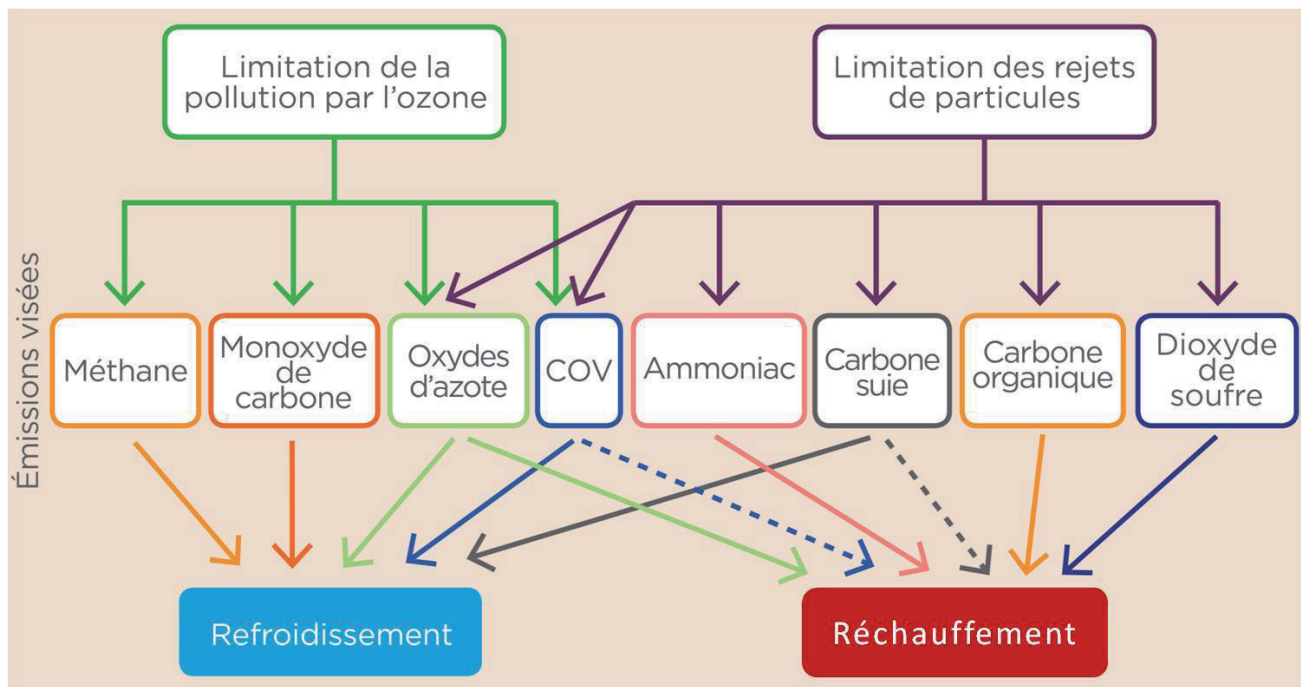 Limitation de la
pollution par l'ozone
Limitation des rejets
de particules
Émissions visées
Méthane
Monoxyde
de
carbone
Oxydes
d'azote
COV
Ammoniac
Carbone
suie
Carbone
organique
Dioxyde
de
soufre
Refroidissement
Réchauffement